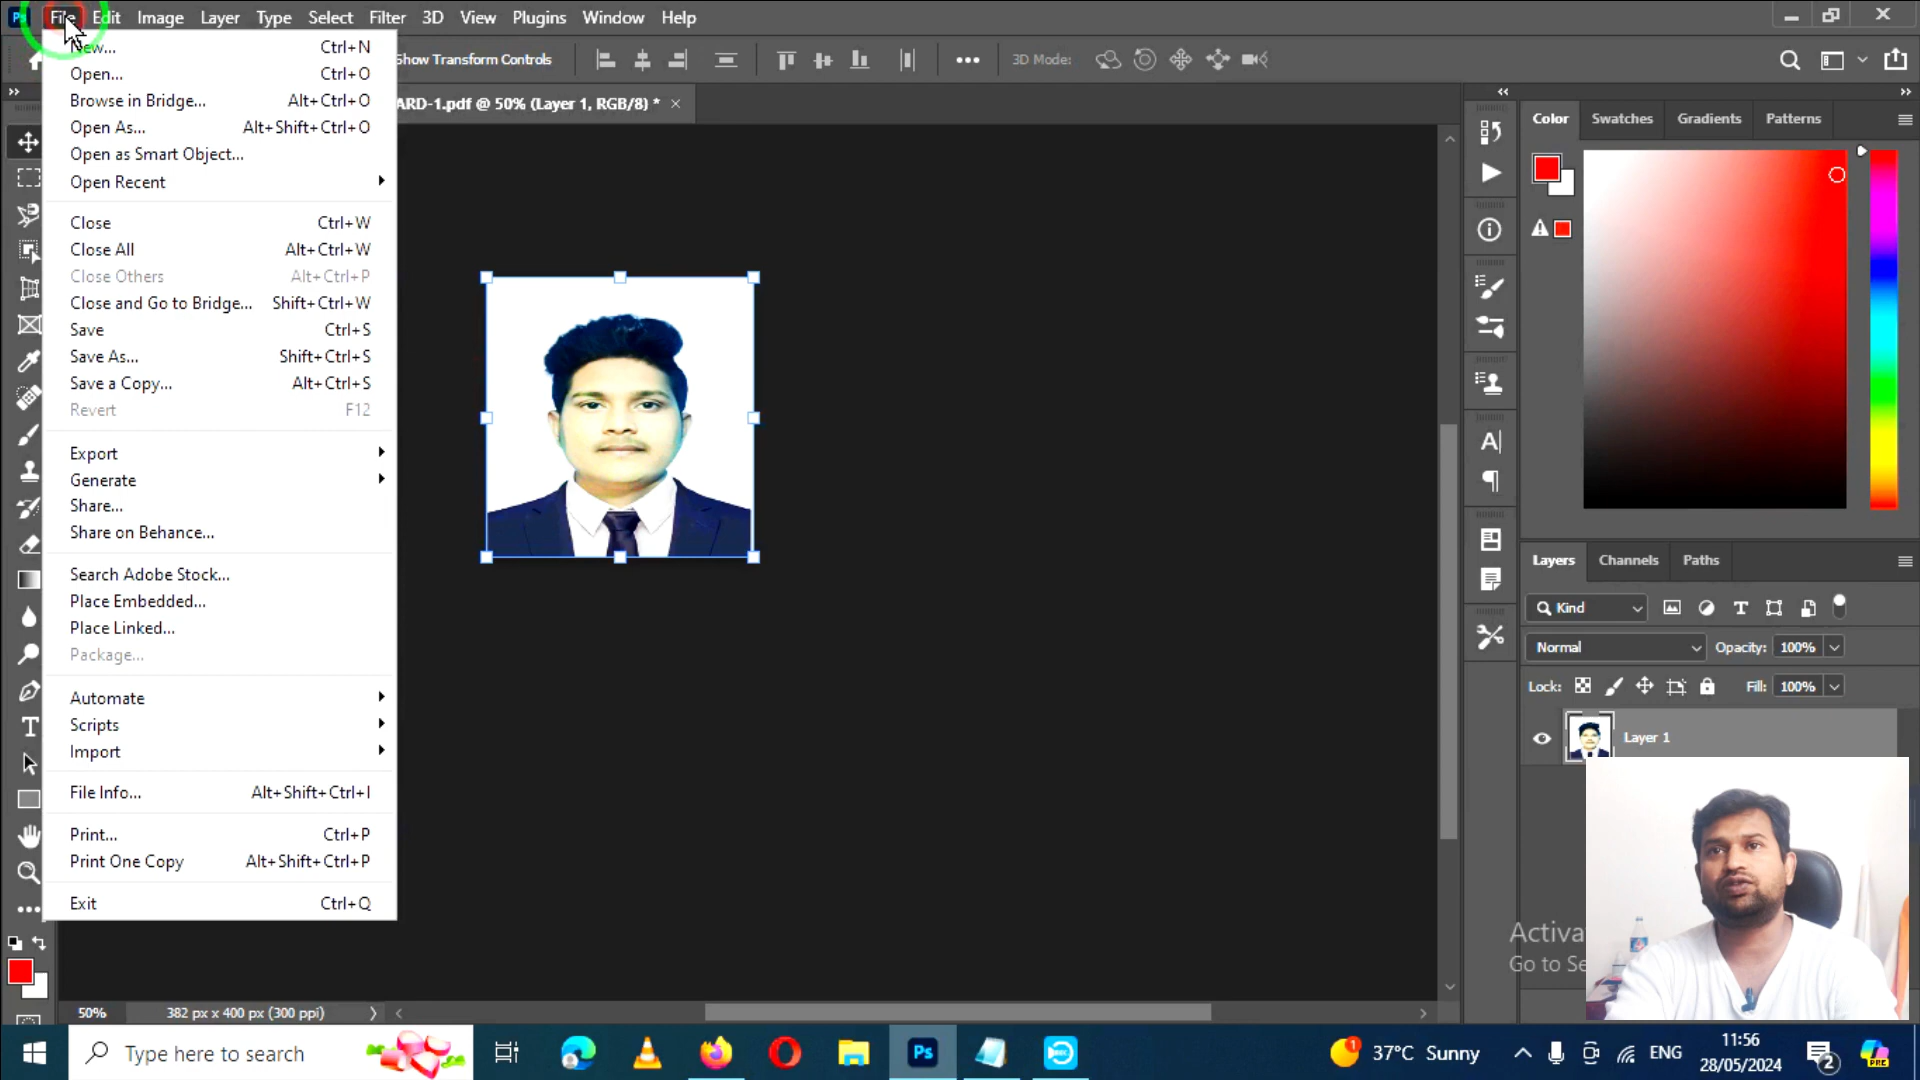 Ps File Edit Image Layer Type Select Filter 3D View Plugins Window Help
Show Transform Controls 3D Mode:
ARD-1.pdf @ 50% (Layer 1, RGB/8) *
New... Ctrl+N
Open... Ctrl+O
Browse in Bridge... Alt+Ctrl+O
Open As... Alt+Shift+Ctrl+O
Open as Smart Object...
Open Recent
Close Ctrl+W
Close All Alt+Ctrl+W
Close Others Alt+Ctrl+P
Close and Go to Bridge... Shift+Ctrl+W
Save Ctrl+S
Save As... Shift+Ctrl+S
Save a Copy... Alt+Ctrl+S
Revert F12
Export
Generate
Share...
Share on Behance...
Search Adobe Stock...
Place Embedded...
Place Linked...
Package...
Automate
Scripts
Import
File Info... Alt+Shift+Ctrl+I
Print... Ctrl+P
Print One Copy Alt+Shift+Ctrl+P
Exit Ctrl+Q
Color Swatches Gradients Patterns
Layers Channels Paths
Kind
Normal Opacity: 100%
Lock: Fill: 100%
Layer 1
Activa
Go to Se
50% 382 px x 400 px (300 ppi)
Type here to search
Ps
REC
1
37°C Sunny
ENG
11:56
28/05/2024
2
PRE